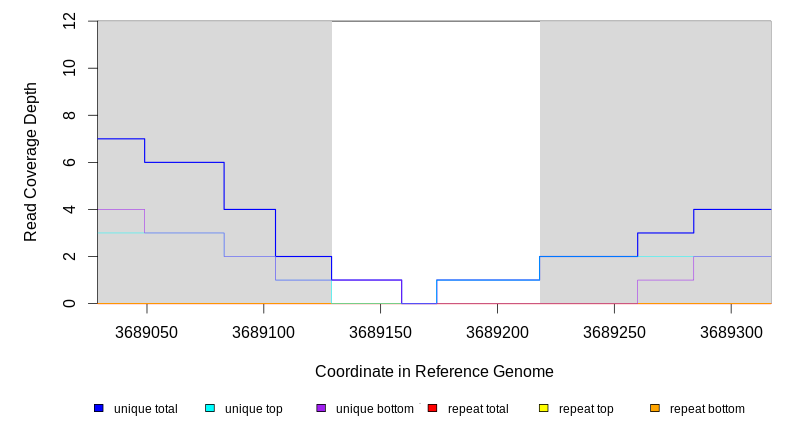 12
10
8
6
4
2
0
Read Coverage Depth
3689050 3689100 3689150 3689200 3689250 3689300
Coordinate in Reference Genome
unique total unique top unique bottom repeat total repeat top repeat bottom